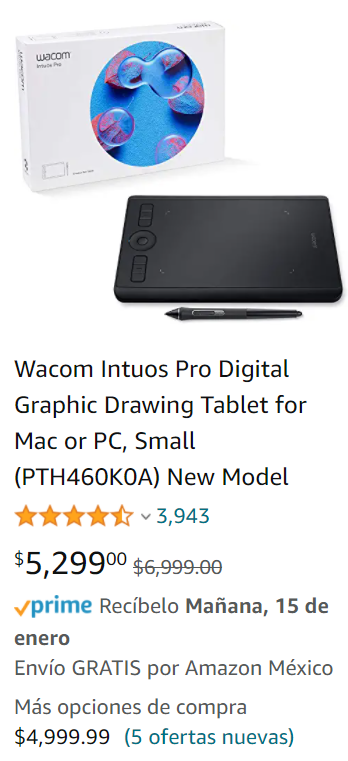 wacom
Intuos Pro
Wacom Intuos Pro Digital
Graphic Drawing Tablet for
Mac or PC, Small
(PTH460K0A) New Model
3,943
$5,29900 $6,999.00
prime Recíbelo Mañana, 15 de
enero
Envío GRATIS por Amazon México
Más opciones de compra
$4,999.99 (5 ofertas nuevas)